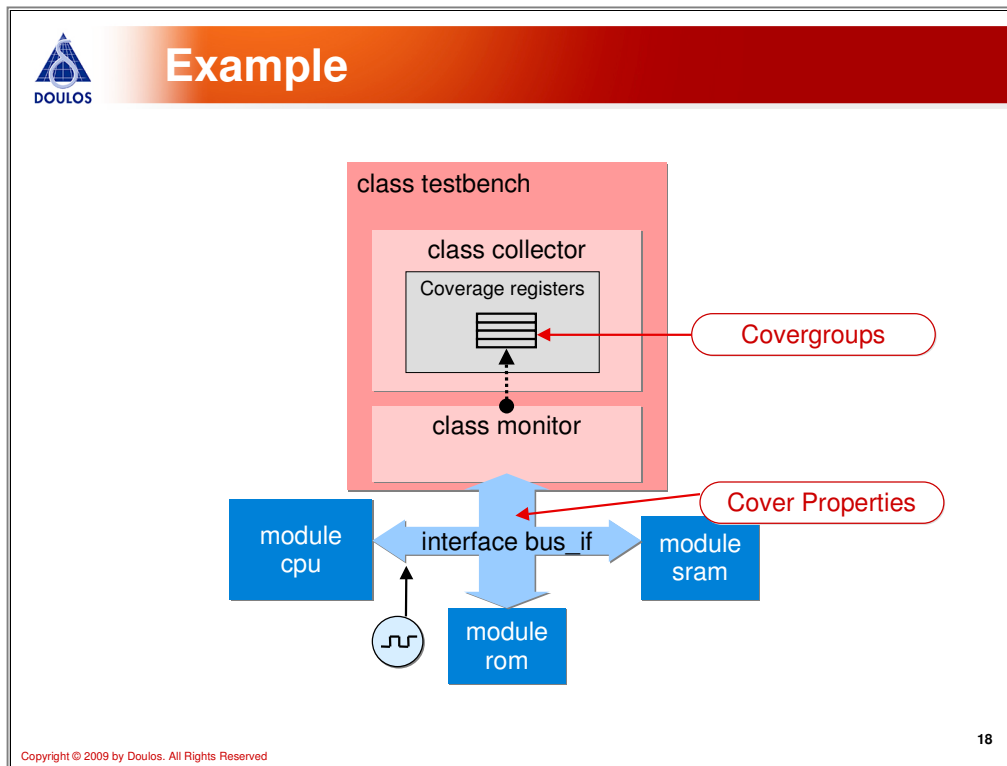 DOULOS
Example
class testbench
class collector
Coverage registers
Covergroups
class monitor
Cover Properties
module
cpu
interface bus_if
module
sram
module
rom
Copyright © 2009 by Doulos. All Rights Reserved
18